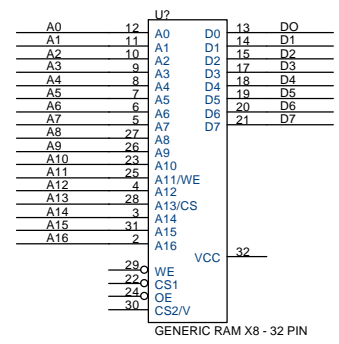 U?
A0 12 A0 D0 13 DO
A1 11 A1 D1 14 D1
A2 10 A2 D2 15 D2
A3 9 A3 D3 17 D3
A4 8 A4 D4 18 D4
A5 7 A5 D5 19 D5
A6 6 A6 D6 20 D6
A7 5 A7 D7 21 D7
A8 27 A8
A9 26 A9
A10 23 A10
A11 25 A11/WE
A12 4 A12
A13 28 A13/CS
A14 3 A14
A15 31 A15
A16 2 A16
VCC 32
29 WE
22 CS1
24 OE
30 CS2/V
GENERIC RAM X8 - 32 PIN